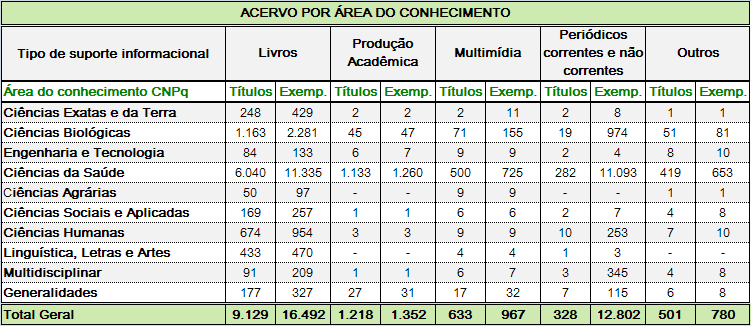 ACERVO POR ÁREA DO CONHECIMENTO
Tipo de suporte informacional Livros Produção Acadêmica Multimídia Periódicos correntes e não correntes Outros
Área do conhecimento CNPq Títulos Exemp. Títulos Exemp. Títulos Exemp. Títulos Exemp. Títulos Exemp.
Ciências Exatas e da Terra 248 429 2 2 2 11 2 8 1 1
Ciências Biológicas 1.163 2.281 45 47 71 155 19 974 51 81
Engenharia e Tecnologia 84 133 6 7 9 9 2 4 8 10
Ciências da Saúde 6.040 11.335 1.133 1.260 500 725 282 11.093 419 653
Ciências Agrárias 50 97 - - 9 9 - - 1 1
Ciências Sociais e Aplicadas 169 257 1 1 6 6 2 7 4 8
Ciências Humanas 674 954 3 3 9 9 10 253 7 10
Linguística, Letras e Artes 433 470 - - 4 4 1 3 - -
Multidisciplinar 91 209 1 1 6 7 3 345 4 8
Generalidades 177 327 27 31 17 32 7 115 6 8
Total Geral 9.129 16.492 1.218 1.352 633 967 328 12.802 501 780